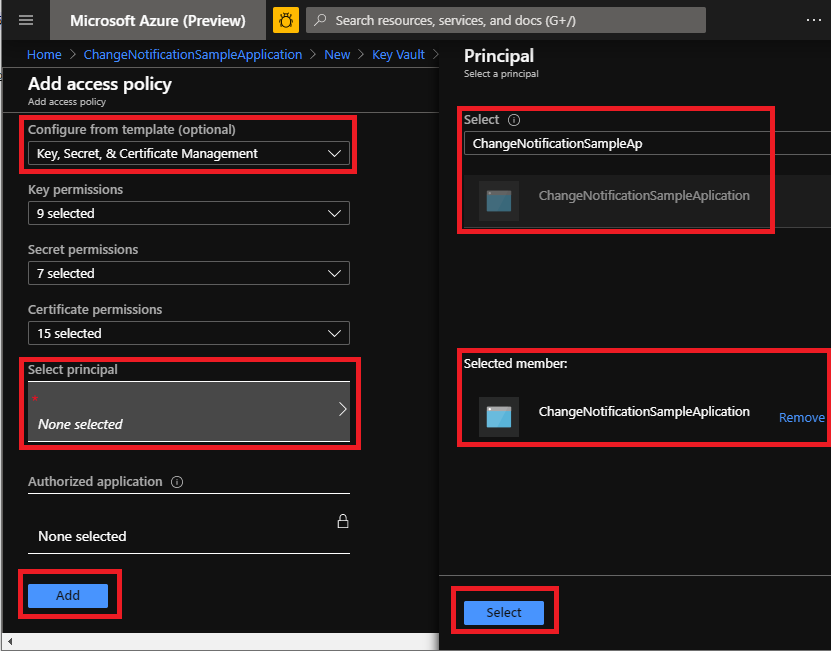 Microsoft Azure (Preview)
Search resources, services, and docs (G+/)
Home > ChangeNotificationSampleApplication > New > Key Vault >
Add access policy
Add access policy
Configure from template (optional)
Key, Secret, & Certificate Management
Key permissions
9 selected
Secret permissions
7 selected
Certificate permissions
15 selected
Select principal
*
None selected
Authorized application
None selected
Add
Principal
Select a principal
Select
ChangeNotificationSampleAp
ChangeNotificationSampleAplication
Selected member:
ChangeNotificationSampleAplication
Remove
Select